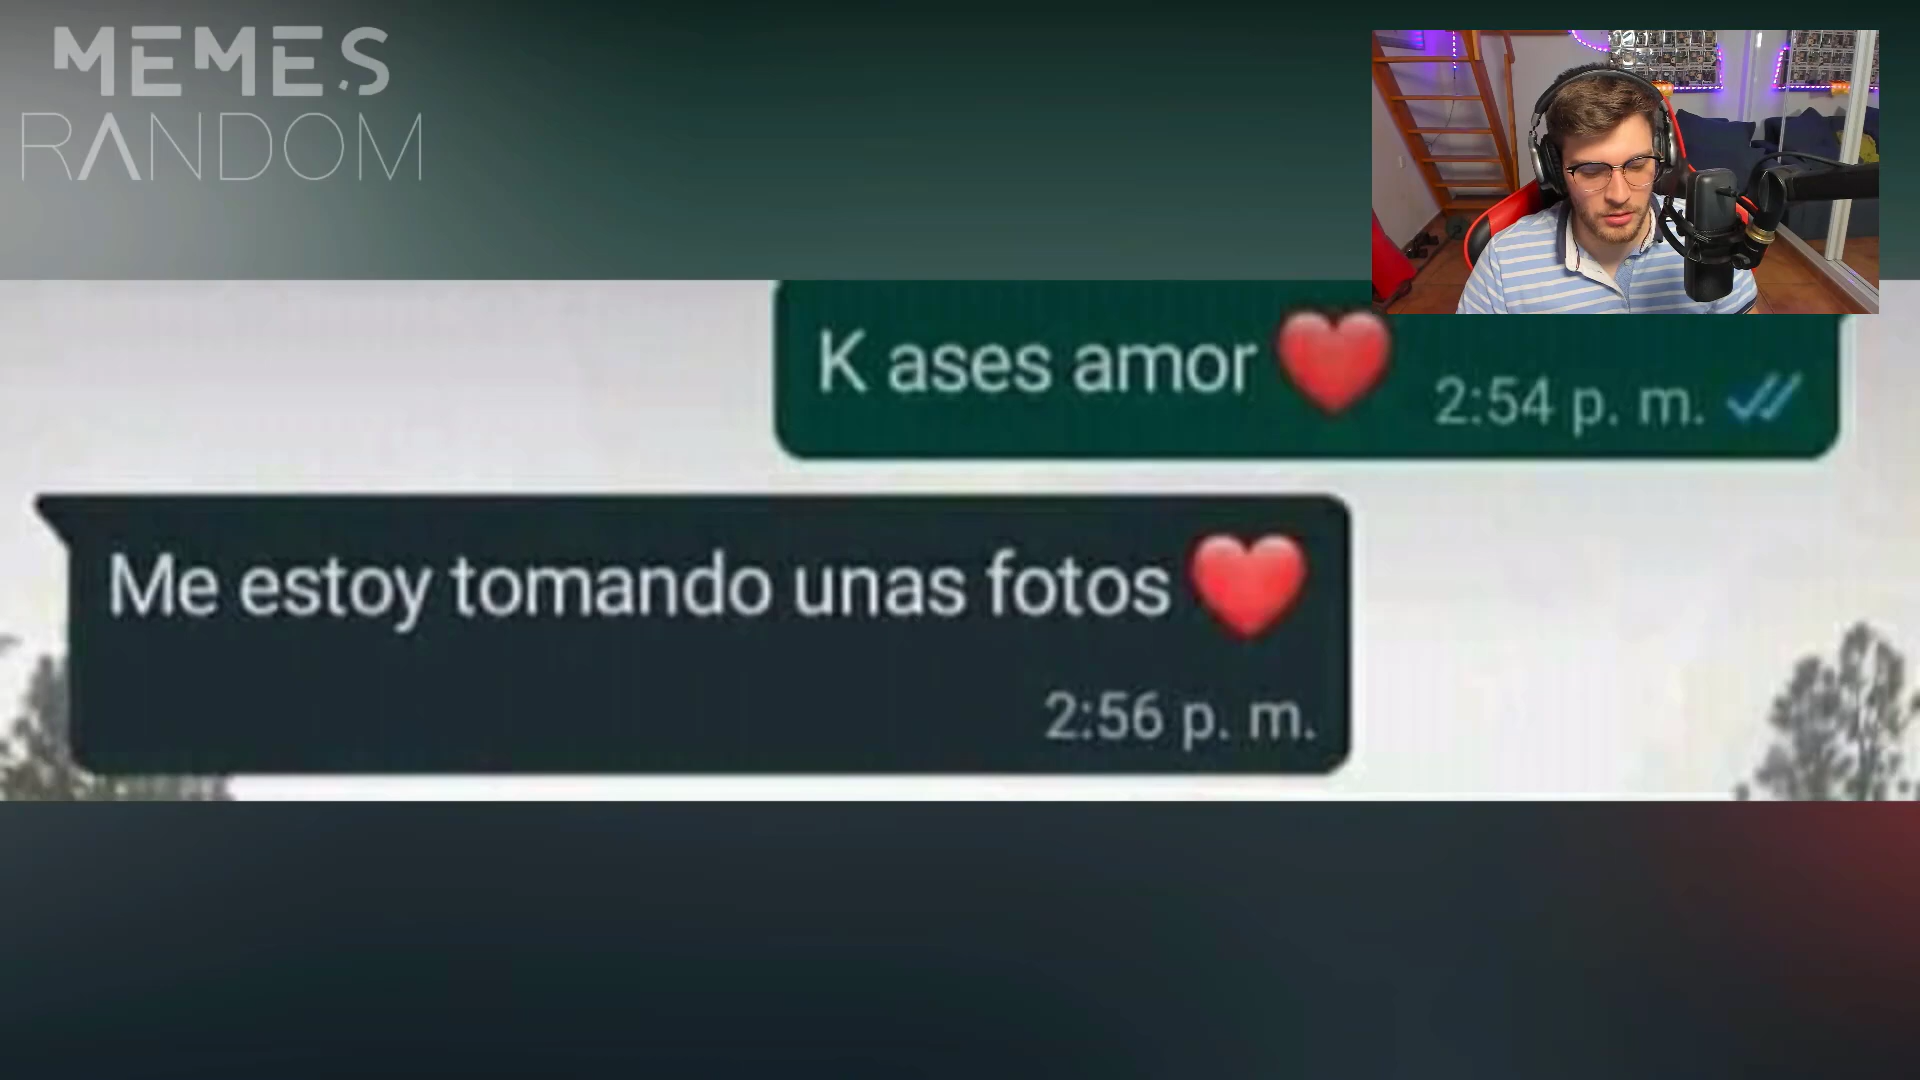 MEMES
RANDOM
K ases amor ❤️
2:54 p. m.
Me estoy tomando unas fotos ❤️
2:56 p. m.